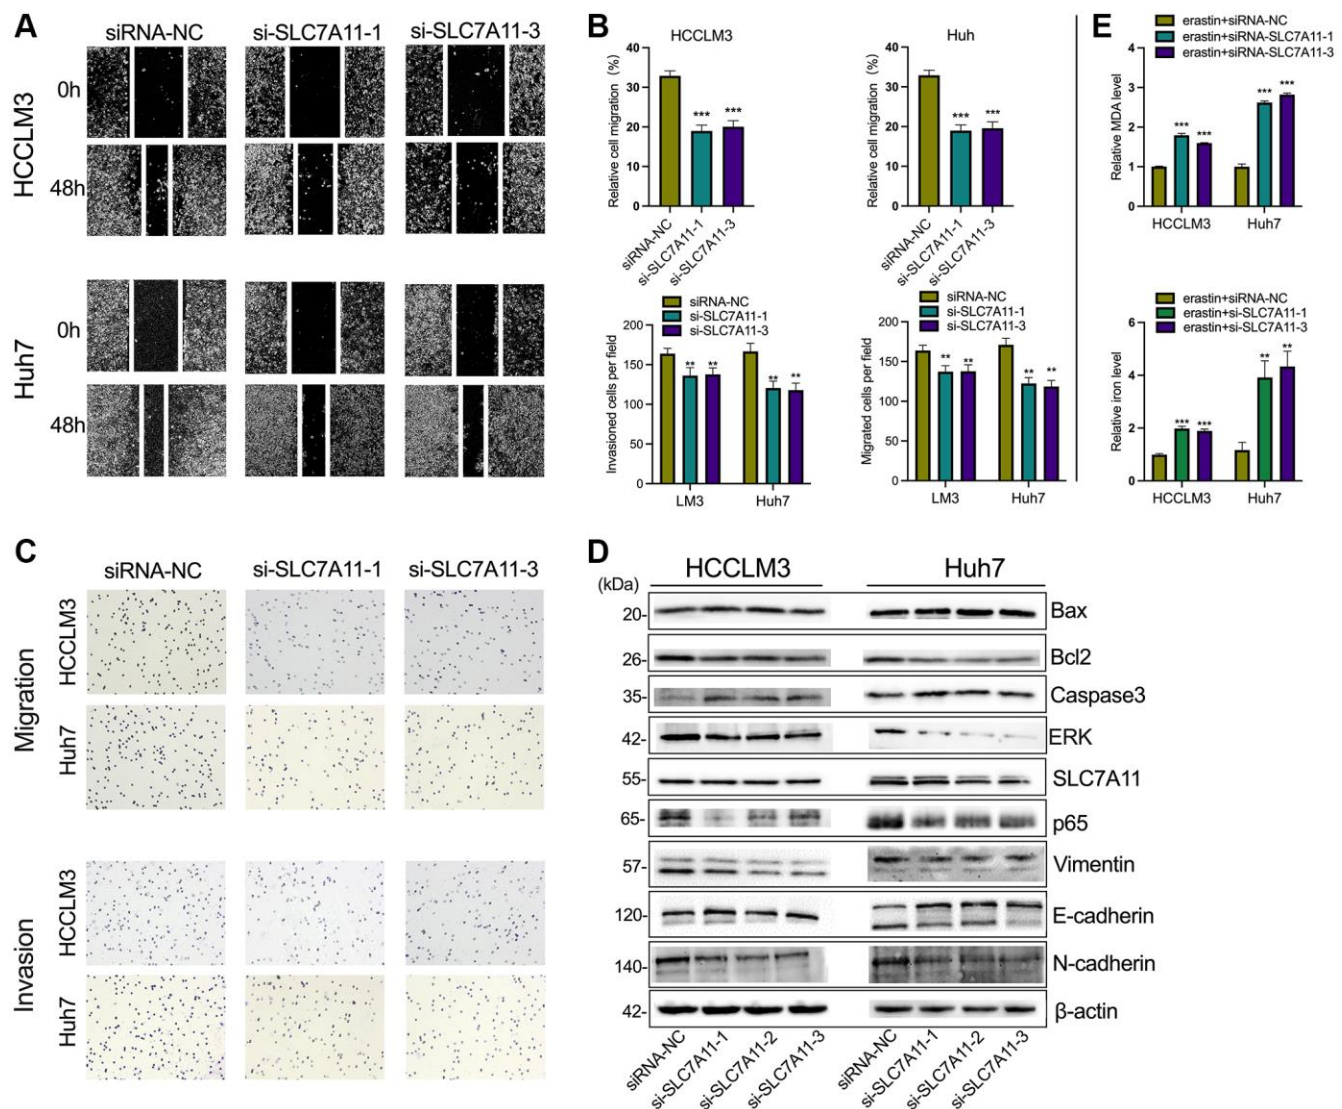 A
siRNA-NC si-SLC7A11-1 si-SLC7A11-3
HCCLM3
0h
48h
Huh7
0h
48h
B
HCCLM3
Relative cell migration (%)
40
30
20
10
0
*** ***
siRNA-NC
si-SLC7A11-1
si-SLC7A11-3
Huh
Relative cell migration (%)
40
30
20
10
0
*** ***
siRNA-NC
si-SLC7A11-1
si-SLC7A11-3
siRNA-NC
si-SLC7A11-1
si-SLC7A11-3
Invasioned cells per field
200
150
100
50
0
** ** ** **
LM3 Huh7
siRNA-NC
si-SLC7A11-1
si-SLC7A11-3
Migrated cells per field
200
150
100
50
0
** ** ** **
LM3 Huh7
E
erastin+siRNA-NC
erastin+siRNA-SLC7A11-1
erastin+siRNA-SLC7A11-3
Relative MDA level
4
3
2
1
0
*** *** *** ***
HCCLM3 Huh7
erastin+siRNA-NC
erastin+si-SLC7A11-1
erastin+si-SLC7A11-3
Relative iron level
6
4
2
0
*** *** ** **
HCCLM3 Huh7
C
siRNA-NC si-SLC7A11-1 si-SLC7A11-3
Migration
HCCLM3
Huh7
Invasion
HCCLM3
Huh7
D
HCCLM3 Huh7
(kDa)
20- Bax
26- Bcl2
35- Caspase3
42- ERK
55- SLC7A11
65- p65
57- Vimentin
120- E-cadherin
140- N-cadherin
42- β-actin
siRNA-NC si-SLC7A11-1 si-SLC7A11-2 si-SLC7A11-3 siRNA-NC si-SLC7A11-1 si-SLC7A11-2 si-SLC7A11-3